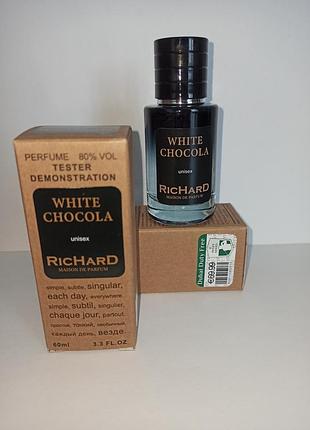 PERFUME 80% VOL
TESTER
DEMONSTRATION
WHITE
CHOCOLA
unisex
RICHARD
MAISON DE PARFUM
simple, subtle, singular,
each day, everywhere.
simple, subtil, singulier,
chaque jour, partout.
простой, тонкий, необычный,
каждый день, везде.
60ml 3.3 FL.OZ
WHITE
CHOCOLA
unisex
RICHARD
MAISON DE PARFUM
Dubai Duty Free